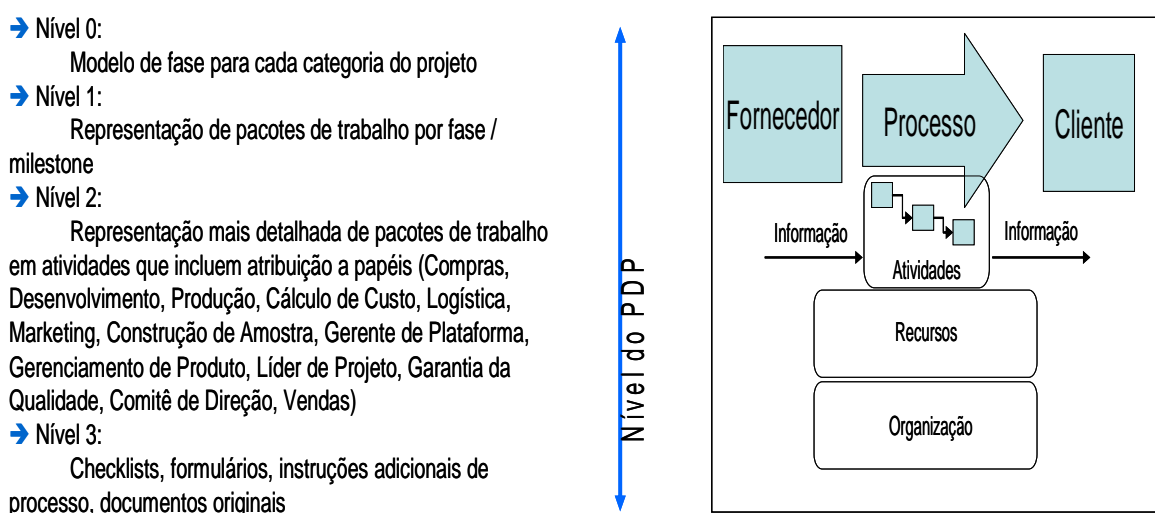 ➔ Nível 0:
Modelo de fase para cada categoria do projeto
➔ Nível 1:
Representação de pacotes de trabalho por fase /
milestone
➔ Nível 2:
Representação mais detalhada de pacotes de trabalho
em atividades que incluem atribuição a papéis (Compras,
Desenvolvimento, Produção, Cálculo de Custo, Logística,
Marketing, Construção de Amostra, Gerente de Plataforma,
Gerenciamento de Produto, Líder de Projeto, Garantia da
Qualidade, Comitê de Direção, Vendas)
➔ Nível 3:
Checklists, formulários, instruções adicionais de
processo, documentos originais
Nível do PDP
Fornecedor
Processo
Cliente
Informação
Atividades
Informação
Recursos
Organização